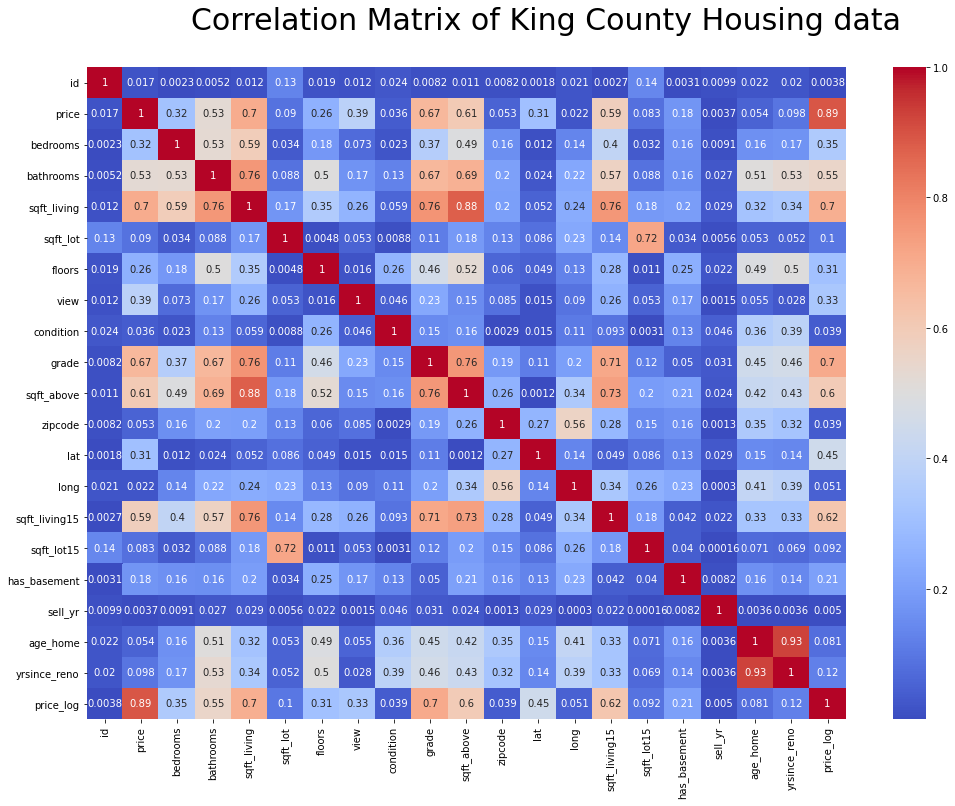 Correlation Matrix of King County Housing data
id 1 0.017 0.0023 0.0052 0.012 0.13 0.019 0.012 0.024 0.0082 0.011 0.0082 0.0018 0.021 0.0027 0.14 0.0031 0.0099 0.022 0.02 0.0038 1.0
price 0.017 1 0.32 0.53 0.7 0.09 0.26 0.39 0.036 0.67 0.61 0.053 0.31 0.022 0.59 0.083 0.18 0.0037 0.054 0.098 0.89
bedrooms 0.0023 0.32 1 0.53 0.59 0.034 0.18 0.073 0.023 0.37 0.49 0.16 0.012 0.14 0.4 0.032 0.16 0.0091 0.16 0.17 0.35
bathrooms 0.0052 0.53 0.53 1 0.76 0.088 0.5 0.17 0.13 0.67 0.69 0.2 0.024 0.22 0.57 0.088 0.16 0.027 0.51 0.53 0.55
0.8
sqft_living 0.012 0.7 0.59 0.76 1 0.17 0.35 0.26 0.059 0.76 0.88 0.2 0.052 0.24 0.76 0.18 0.2 0.029 0.32 0.34 0.7
sqft_lot 0.13 0.09 0.034 0.088 0.17 1 0.0048 0.053 0.0088 0.11 0.18 0.13 0.086 0.23 0.14 0.72 0.034 0.0056 0.053 0.052 0.1
floors 0.019 0.26 0.18 0.5 0.35 0.0048 1 0.016 0.26 0.46 0.52 0.06 0.049 0.13 0.28 0.011 0.25 0.022 0.49 0.5 0.31
view 0.012 0.39 0.073 0.17 0.26 0.053 0.016 1 0.046 0.23 0.15 0.085 0.015 0.09 0.26 0.053 0.17 0.0015 0.055 0.028 0.33
0.6
condition 0.024 0.036 0.023 0.13 0.059 0.0088 0.26 0.046 1 0.15 0.16 0.0029 0.015 0.11 0.093 0.0031 0.13 0.046 0.36 0.39 0.039
grade 0.0082 0.67 0.37 0.67 0.76 0.11 0.46 0.23 0.15 1 0.76 0.19 0.11 0.2 0.71 0.12 0.05 0.031 0.45 0.46 0.7
sqft_above 0.011 0.61 0.49 0.69 0.88 0.18 0.52 0.15 0.16 0.76 1 0.26 0.0012 0.34 0.73 0.2 0.21 0.024 0.42 0.43 0.6
zipcode 0.0082 0.053 0.16 0.2 0.2 0.13 0.06 0.085 0.0029 0.19 0.26 1 0.27 0.56 0.28 0.15 0.16 0.0013 0.35 0.32 0.039
lat 0.0018 0.31 0.012 0.024 0.052 0.086 0.049 0.015 0.015 0.11 0.0012 0.27 1 0.14 0.049 0.086 0.13 0.029 0.15 0.14 0.45
0.4
long 0.021 0.022 0.14 0.22 0.24 0.23 0.13 0.09 0.11 0.2 0.34 0.56 0.14 1 0.34 0.26 0.23 0.0003 0.41 0.39 0.051
sqft_living15 0.0027 0.59 0.4 0.57 0.76 0.14 0.28 0.26 0.093 0.71 0.73 0.28 0.049 0.34 1 0.18 0.042 0.022 0.33 0.33 0.62
sqft_lot15 0.14 0.083 0.032 0.088 0.18 0.72 0.011 0.053 0.0031 0.12 0.2 0.15 0.086 0.26 0.18 1 0.04 0.00016 0.071 0.069 0.092
has_basement 0.0031 0.18 0.16 0.16 0.2 0.034 0.25 0.17 0.13 0.05 0.21 0.16 0.13 0.23 0.042 0.04 1 0.0082 0.16 0.14 0.21
0.2
sell_yr 0.0099 0.0037 0.0091 0.027 0.029 0.0056 0.022 0.0015 0.046 0.031 0.024 0.0013 0.029 0.0003 0.022 0.00016 0.0082 1 0.0036 0.0036 0.005
age_home 0.022 0.054 0.16 0.51 0.32 0.053 0.49 0.055 0.36 0.45 0.42 0.35 0.15 0.41 0.33 0.071 0.16 0.0036 1 0.93 0.081
yrsince_reno 0.02 0.098 0.17 0.53 0.34 0.052 0.5 0.028 0.39 0.46 0.43 0.32 0.14 0.39 0.33 0.069 0.14 0.0036 0.93 1 0.12
price_log 0.0038 0.89 0.35 0.55 0.7 0.1 0.31 0.33 0.039 0.7 0.6 0.039 0.45 0.051 0.62 0.092 0.21 0.005 0.081 0.12 1
id price bedrooms bathrooms sqft_living sqft_lot floors view condition grade sqft_above zipcode lat long sqft_living15 sqft_lot15 has_basement sell_yr age_home yrsince_reno price_log